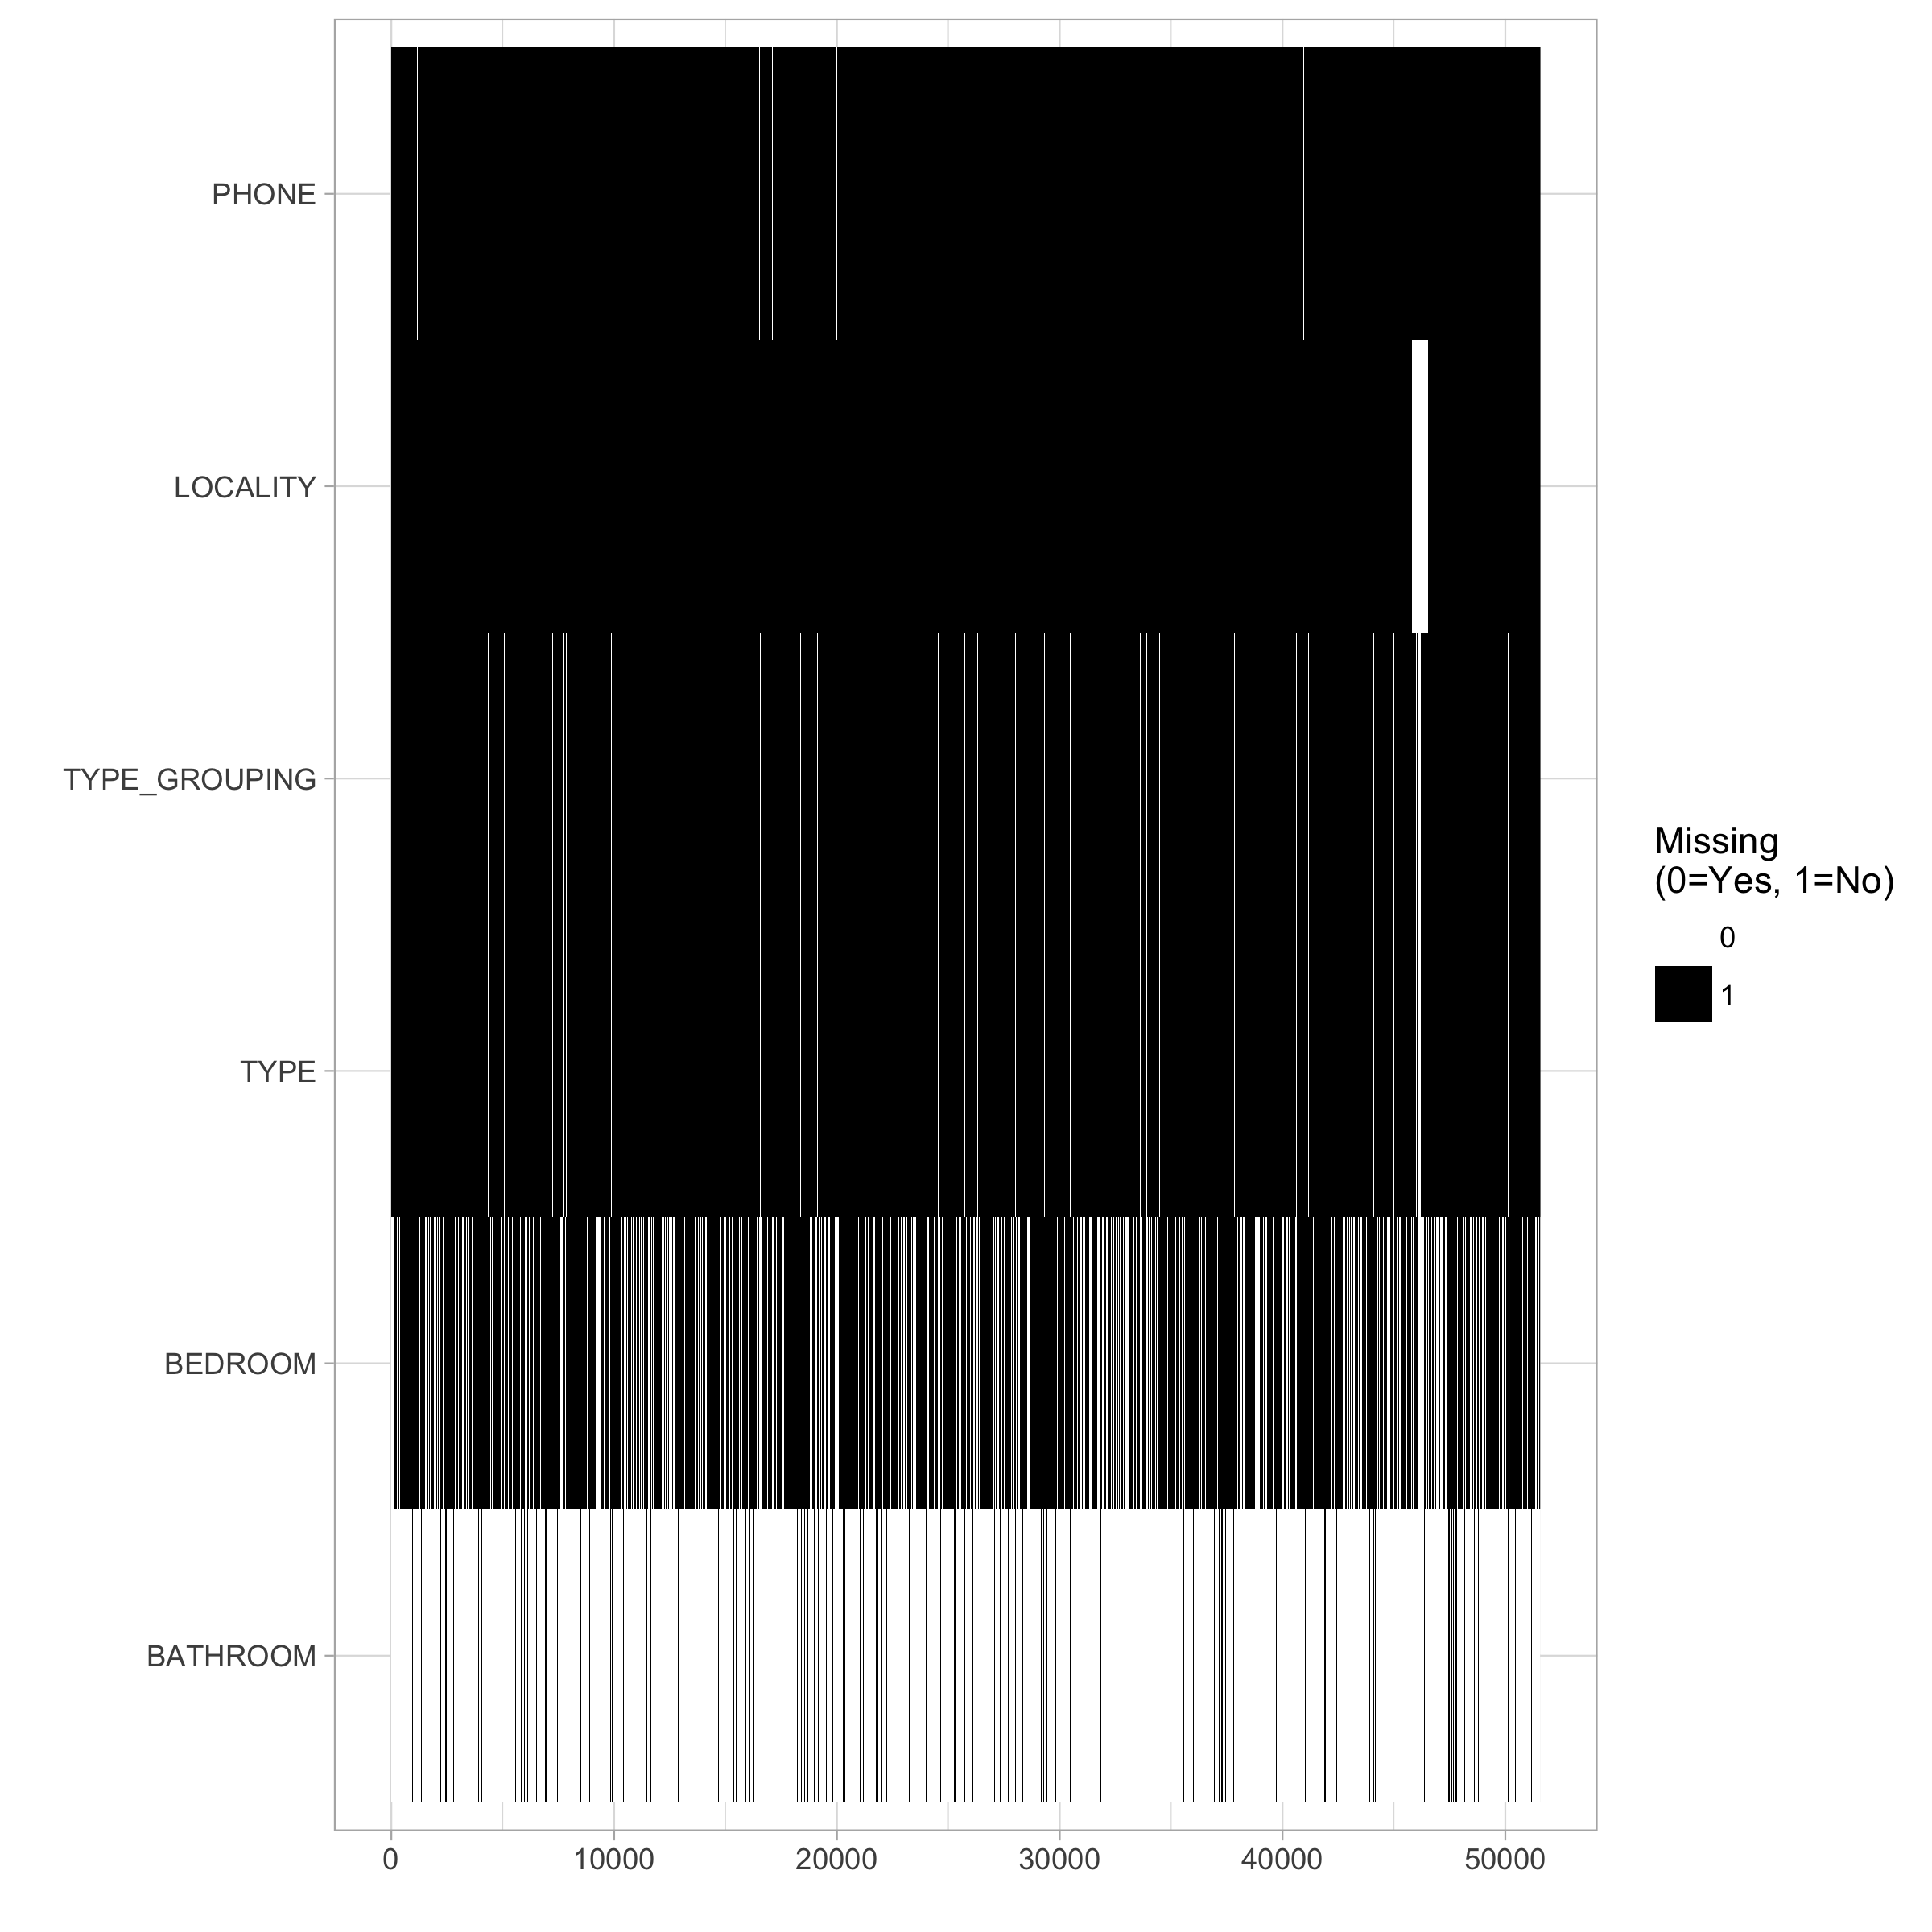 PHONE
LOCALITY
TYPE_GROUPING
TYPE
BEDROOM
BATHROOM
0 10000 20000 30000 40000 50000
Missing
(0=Yes, 1=No)
0
1